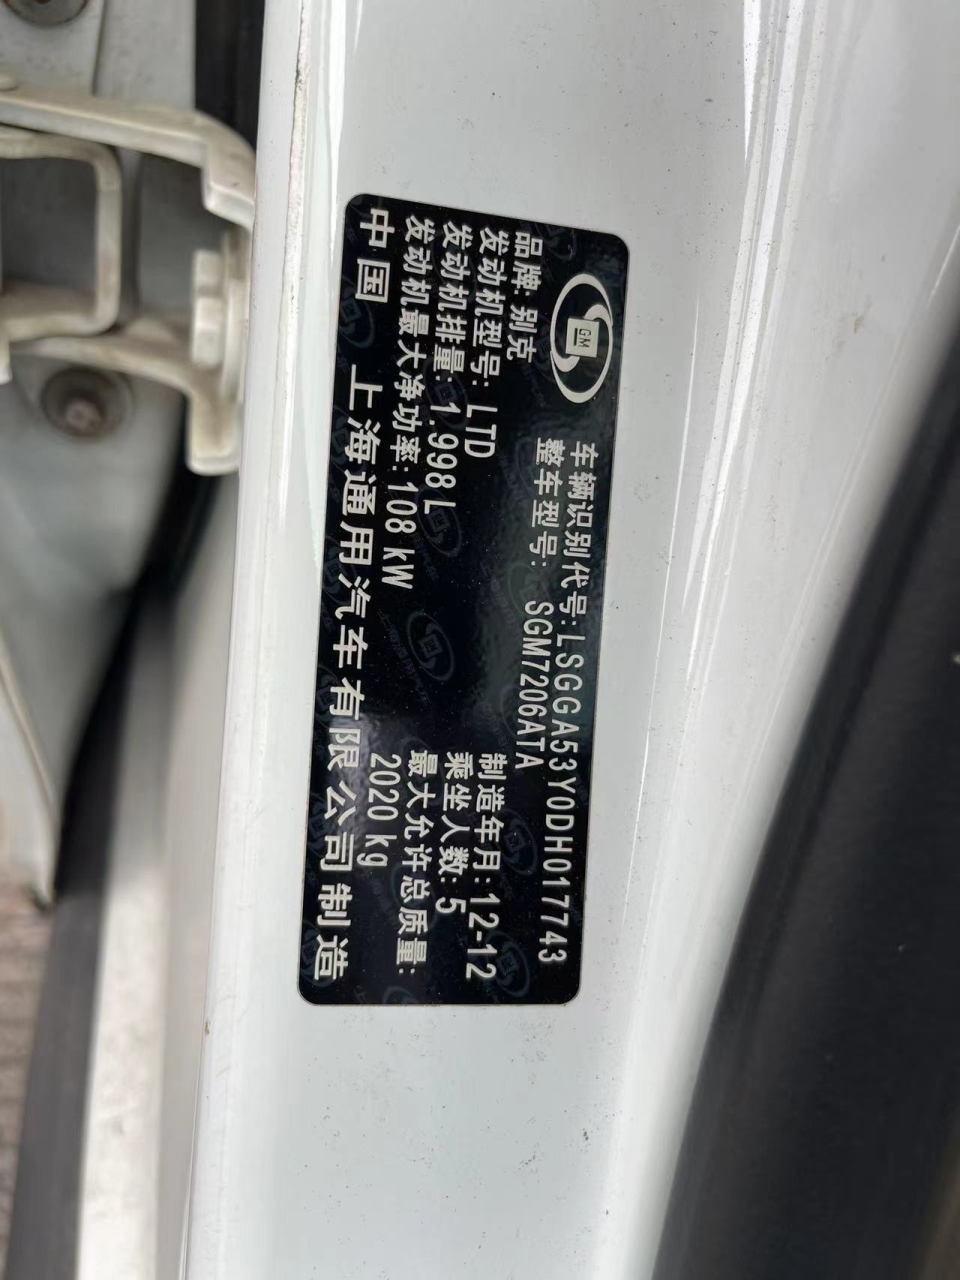 GM
车辆识别代号:LSGGA53Y0DH017743
整车型号: SGM7206ATA
品牌: 别克
发动机型号: LTD
制造年月:12-12
发动机排量:1.998L
乘坐人数:5
发动机最大净功率:108 kW
最大允许总质量:
2020 kg
中国 上海通用汽车有限公司制造